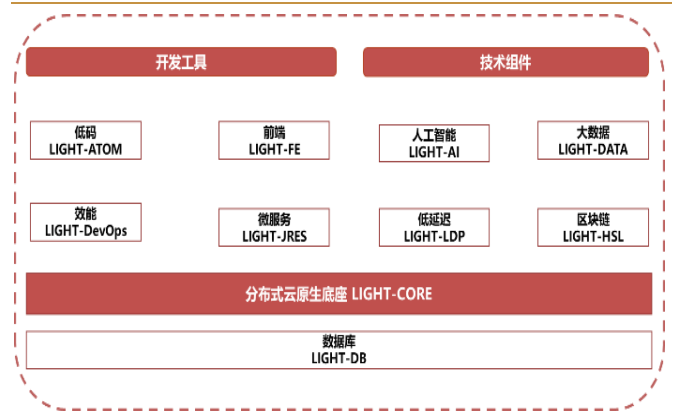 开发工具
技术组件
低码
LIGHT-ATOM
前端
LIGHT-FE
人工智能
LIGHT-AI
大数据
LIGHT-DATA
效能
LIGHT-DevOps
微服务
LIGHT-JRES
低延迟
LIGHT-LDP
区块链
LIGHT-HSL
分布式云原生底座 LIGHT-CORE
数据库
LIGHT-DB